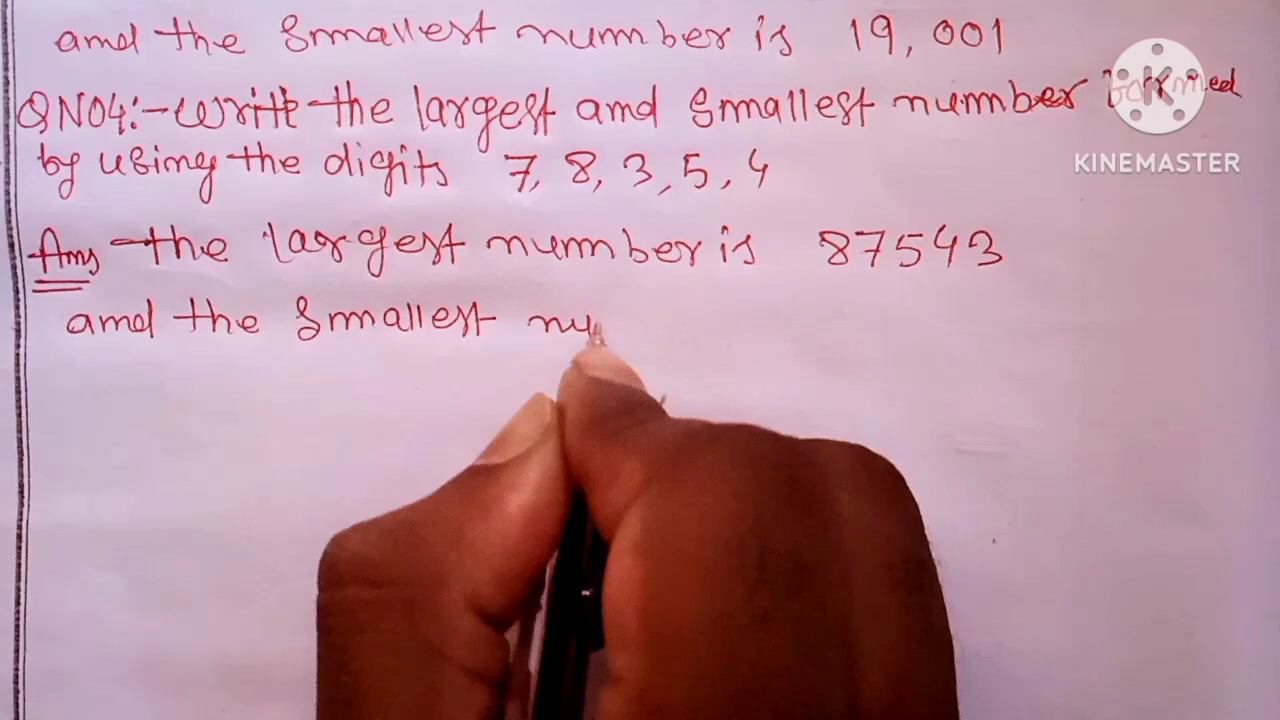 and the smallest number is 19,001
QNO4:- Write the largest and smallest number formed
by using the digits 7, 8, 3, 5, 4
Ans the largest number is 87543
and the smallest nu
K
KINEMASTER